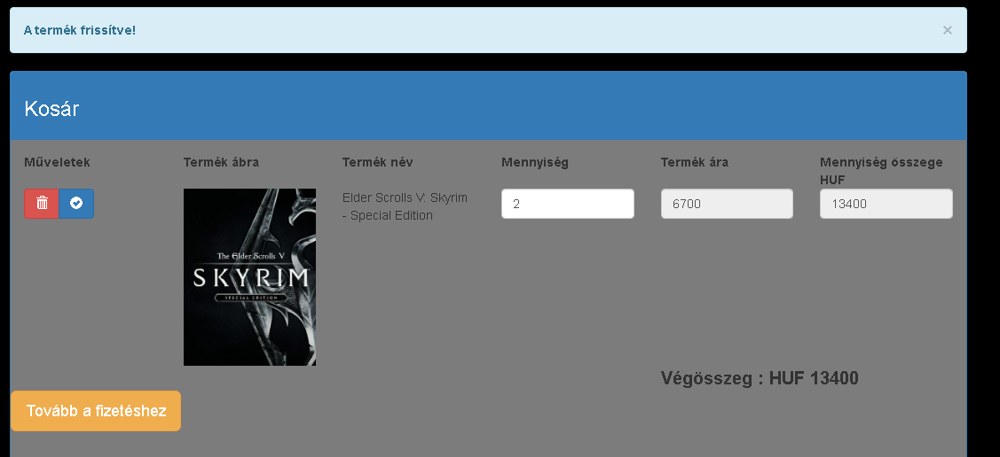 A termék frissítve!
×
Kosár
Műveletek
Termék ábra
Termék név
Mennyiség
Termék ára
Mennyiség összege
HUF
The Elder Scrolls V
SKYRIM
SPECIAL EDITION
Elder Scrolls V: Skyrim
- Special Edition
2
6700
13400
Végösszeg : HUF 13400
Tovább a fizetéshez